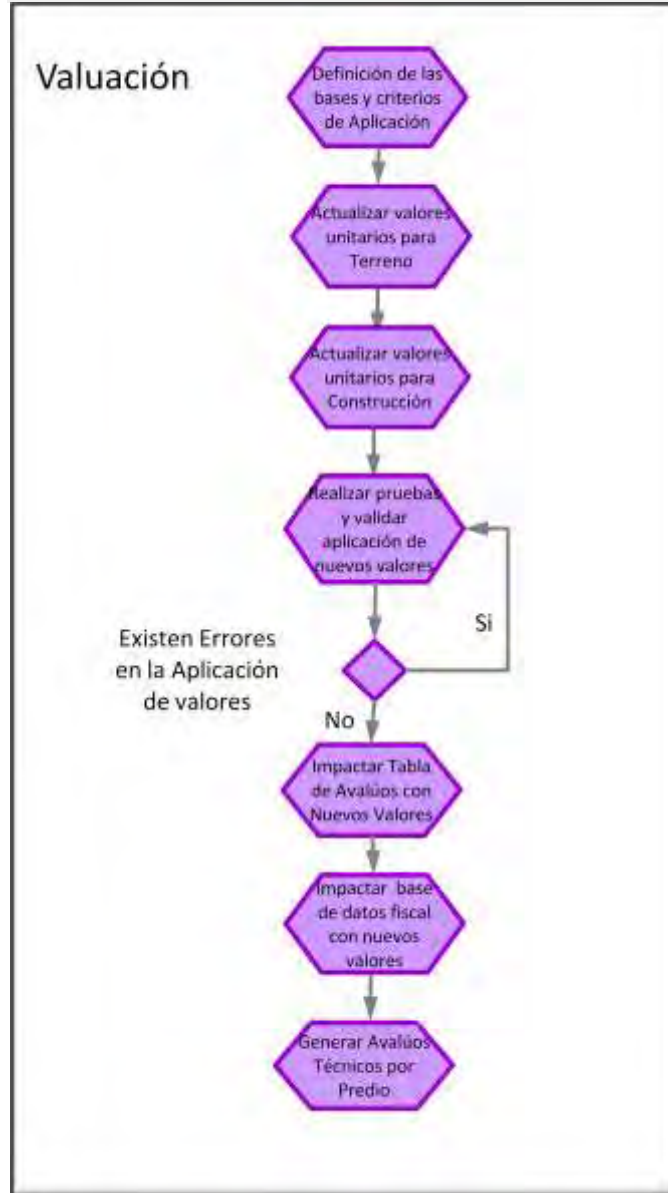 Valuación
Definición de las
bases y criterios
de Aplicación
Actualizar valores
unitarios para
Terreno
Actualizar valores
unitarios para
Construcción
Realizar pruebas
y validar
aplicación de
nuevos valores
Existen Errores
en la Aplicación
de valores
Si
No
Impactar Tabla
de Avalúos con
Nuevos Valores
Impactar base
de datos fiscal
con nuevos
valores
Generar Avalúos
Técnicos por
Predio